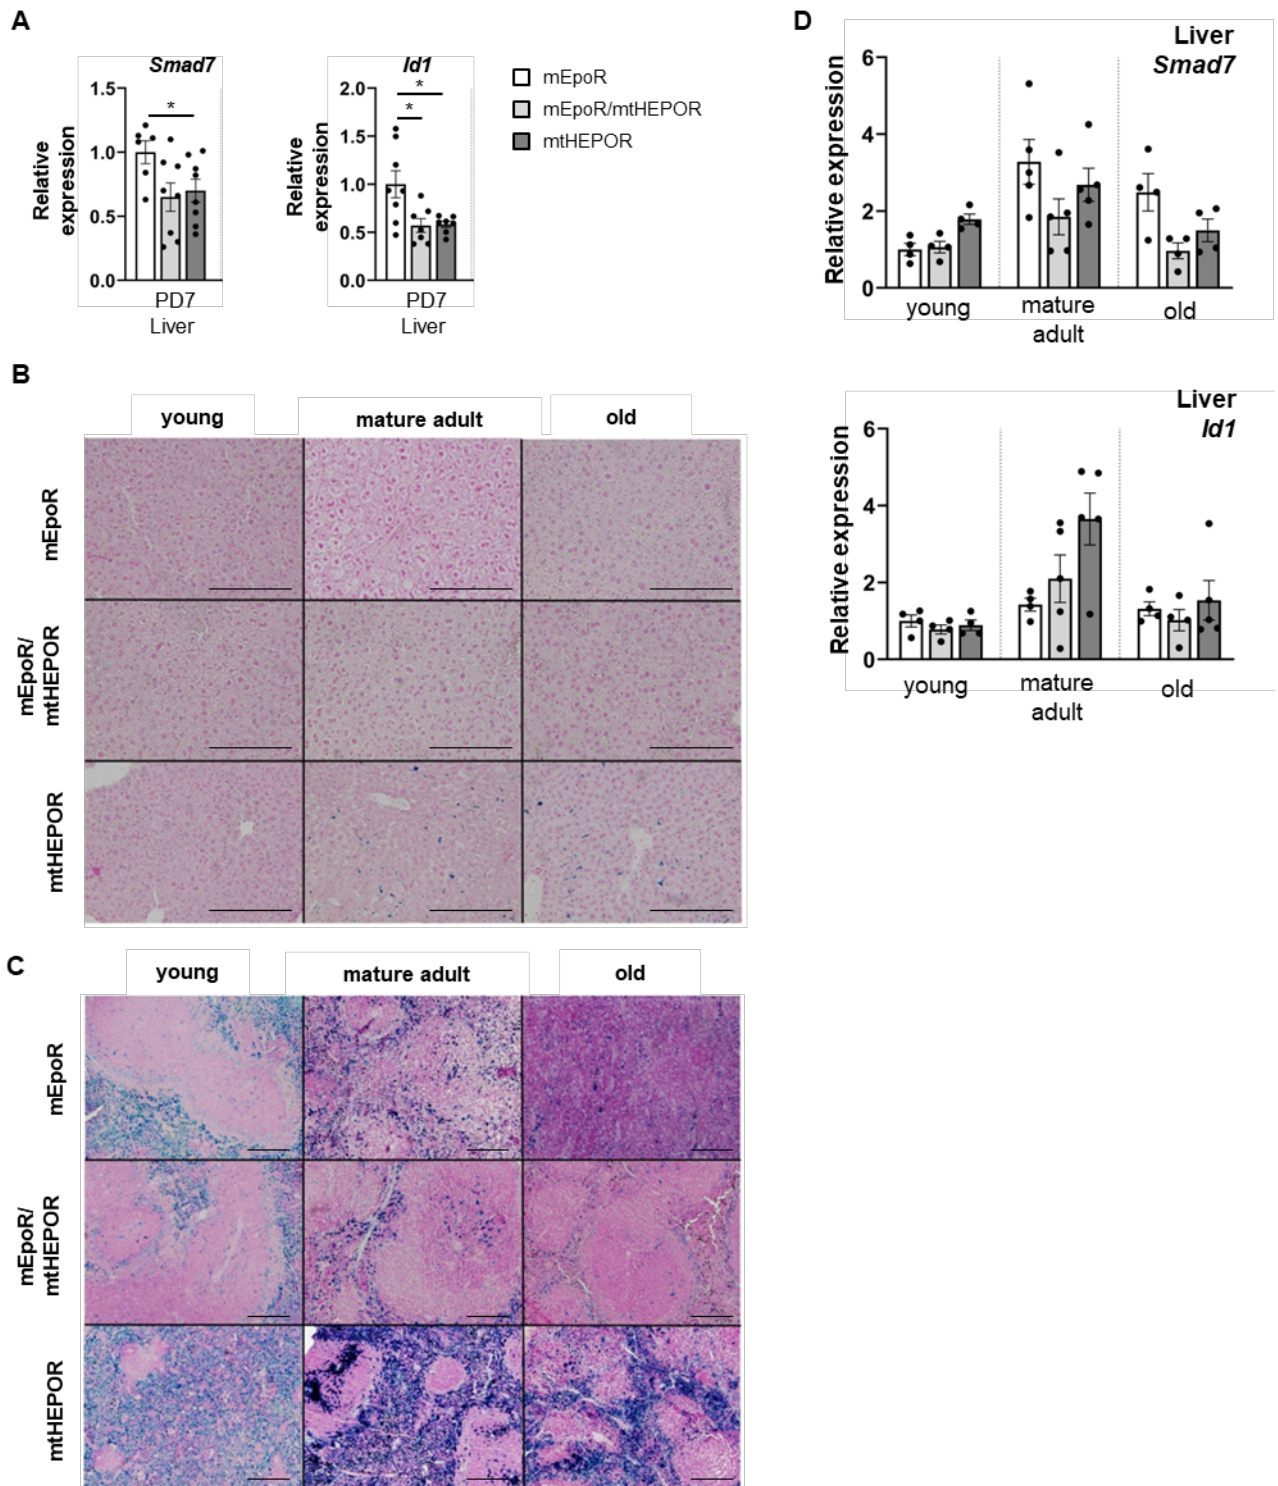 A
Smad7
Relative expression
1.5
1.0
0.5
0.0
*
PD7
Liver
Id1
Relative expression
2.0
1.5
1.0
0.5
0.0
*
*
PD7
Liver
mEpoR
mEpoR/mtHEPOR
mtHEPOR
B
young
mature adult
old
mEpoR
mEpoR/
mtHEPOR
mtHEPOR
C
young
mature adult
old
mEpoR
mEpoR/
mtHEPOR
mtHEPOR
D
Liver
Smad7
Relative expression
6
4
2
0
young
mature
adult
old
Liver
Id1
Relative expression
6
4
2
0
young
mature
adult
old